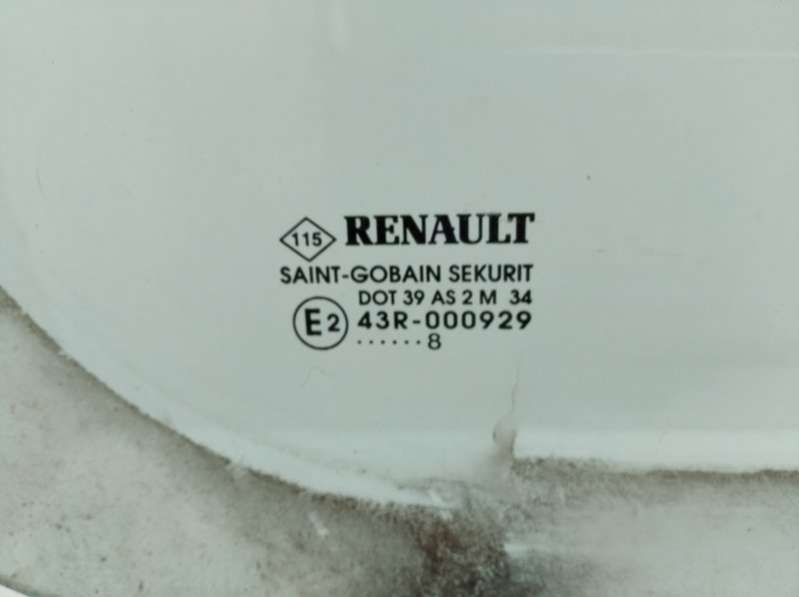 115 RENAULT
SAINT-GOBAIN SEKURIT
DOT 39 AS 2 M 34
E2 43R-000929
......8